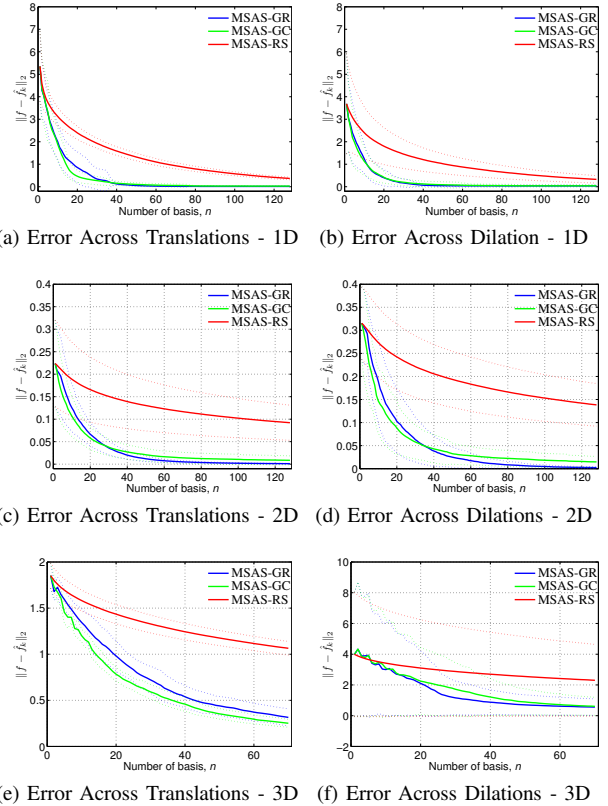 8
7
6
5
4
3
2
1
0
‖f − f̂k‖2
20 40 60 80 100 120
Number of basis, n
MSAS-GR
MSAS-GC
MSAS-RS
(a) Error Across Translations - 1D
8
7
6
5
4
3
2
1
0
‖f − f̂k‖2
20 40 60 80 100 120
Number of basis, n
MSAS-GR
MSAS-GC
MSAS-RS
(b) Error Across Dilation - 1D
0.4
0.35
0.3
0.25
0.2
0.15
0.1
0.05
0
‖f − f̂k‖2
0 20 40 60 80 100 120
Number of basis, n
MSAS-GR
MSAS-GC
MSAS-RS
(c) Error Across Translations - 2D
0.4
0.35
0.3
0.25
0.2
0.15
0.1
0.05
0
‖f − f̂k‖2
0 20 40 60 80 100 120
Number of basis, n
MSAS-GR
MSAS-GC
MSAS-RS
(d) Error Across Dilations - 2D
2
1.5
1
0.5
0
‖f − f̂k‖2
0 20 40 60
Number of basis, n
MSAS-GR
MSAS-GC
MSAS-RS
(e) Error Across Translations - 3D
10
8
6
4
2
0
−2
‖f − f̂k‖2
0 20 40 60
Number of basis, n
MSAS-GR
MSAS-GC
MSAS-RS
(f) Error Across Dilations - 3D